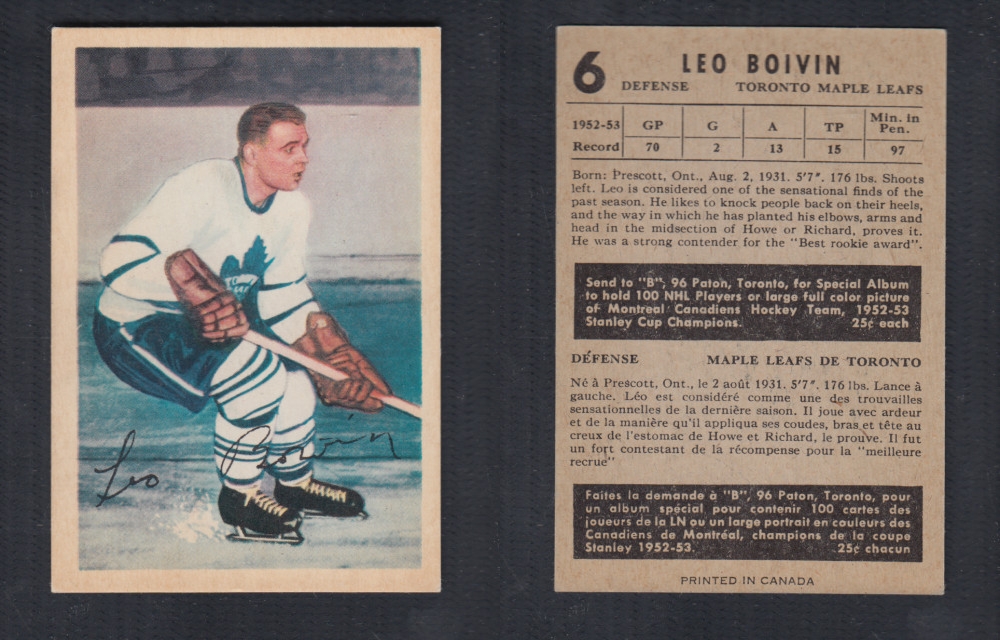 TORONTO
Leo Boivin
6
LEO BOIVIN
DEFENSE TORONTO MAPLE LEAFS
1952-53 GP G A TP Min. in Pen.
Record 70 2 13 15 97
Born: Prescott, Ont., Aug. 2, 1931. 5'7". 176 lbs. Shoots
left. Leo is considered one of the sensational finds of the
past season. He likes to knock people back on their heels,
and the way in which he has planted his elbows, arms and
head in the midsection of Howe or Richard, proves it.
He was a strong contender for the "Best rookie award".
Send to "B", 96 Paton, Toronto, for Special Album
to hold 100 NHL Players or large full color picture
of Montreal Canadiens Hockey Team, 1952-53
Stanley Cup Champions. 25¢ each
DÉFENSE MAPLE LEAFS DE TORONTO
Né à Prescott, Ont., le 2 août 1931. 5'7". 176 lbs. Lance à
gauche. Léo est considéré comme une des trouvailles
sensationnelles de la dernière saison. Il joue avec ardeur
et de la manière qu'il appliqua ses coudes, bras et tête au
creux de l'estomac de Howe et Richard, le prouve. Il fut
un fort contestant de la récompense pour la "meilleure
recrue"
Faites la demande à "B", 96 Paton, Toronto, pour
un album spécial pour contenir 100 cartes des
joueurs de la LN ou un large portrait en couleurs des
Canadiens de Montréal, champions de la coupe
Stanley 1952-53. 25¢ chacun
PRINTED IN CANADA